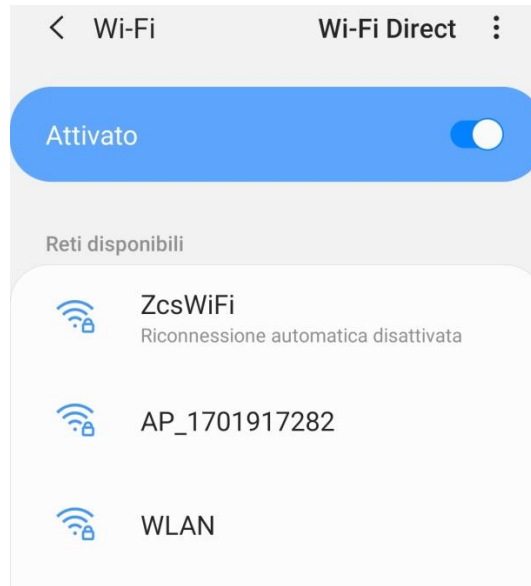 Wi-Fi Wi-Fi Direct
Attivato
Reti disponibili
ZcsWiFi
Riconnessione automatica disattivata
AP_1701917282
WLAN